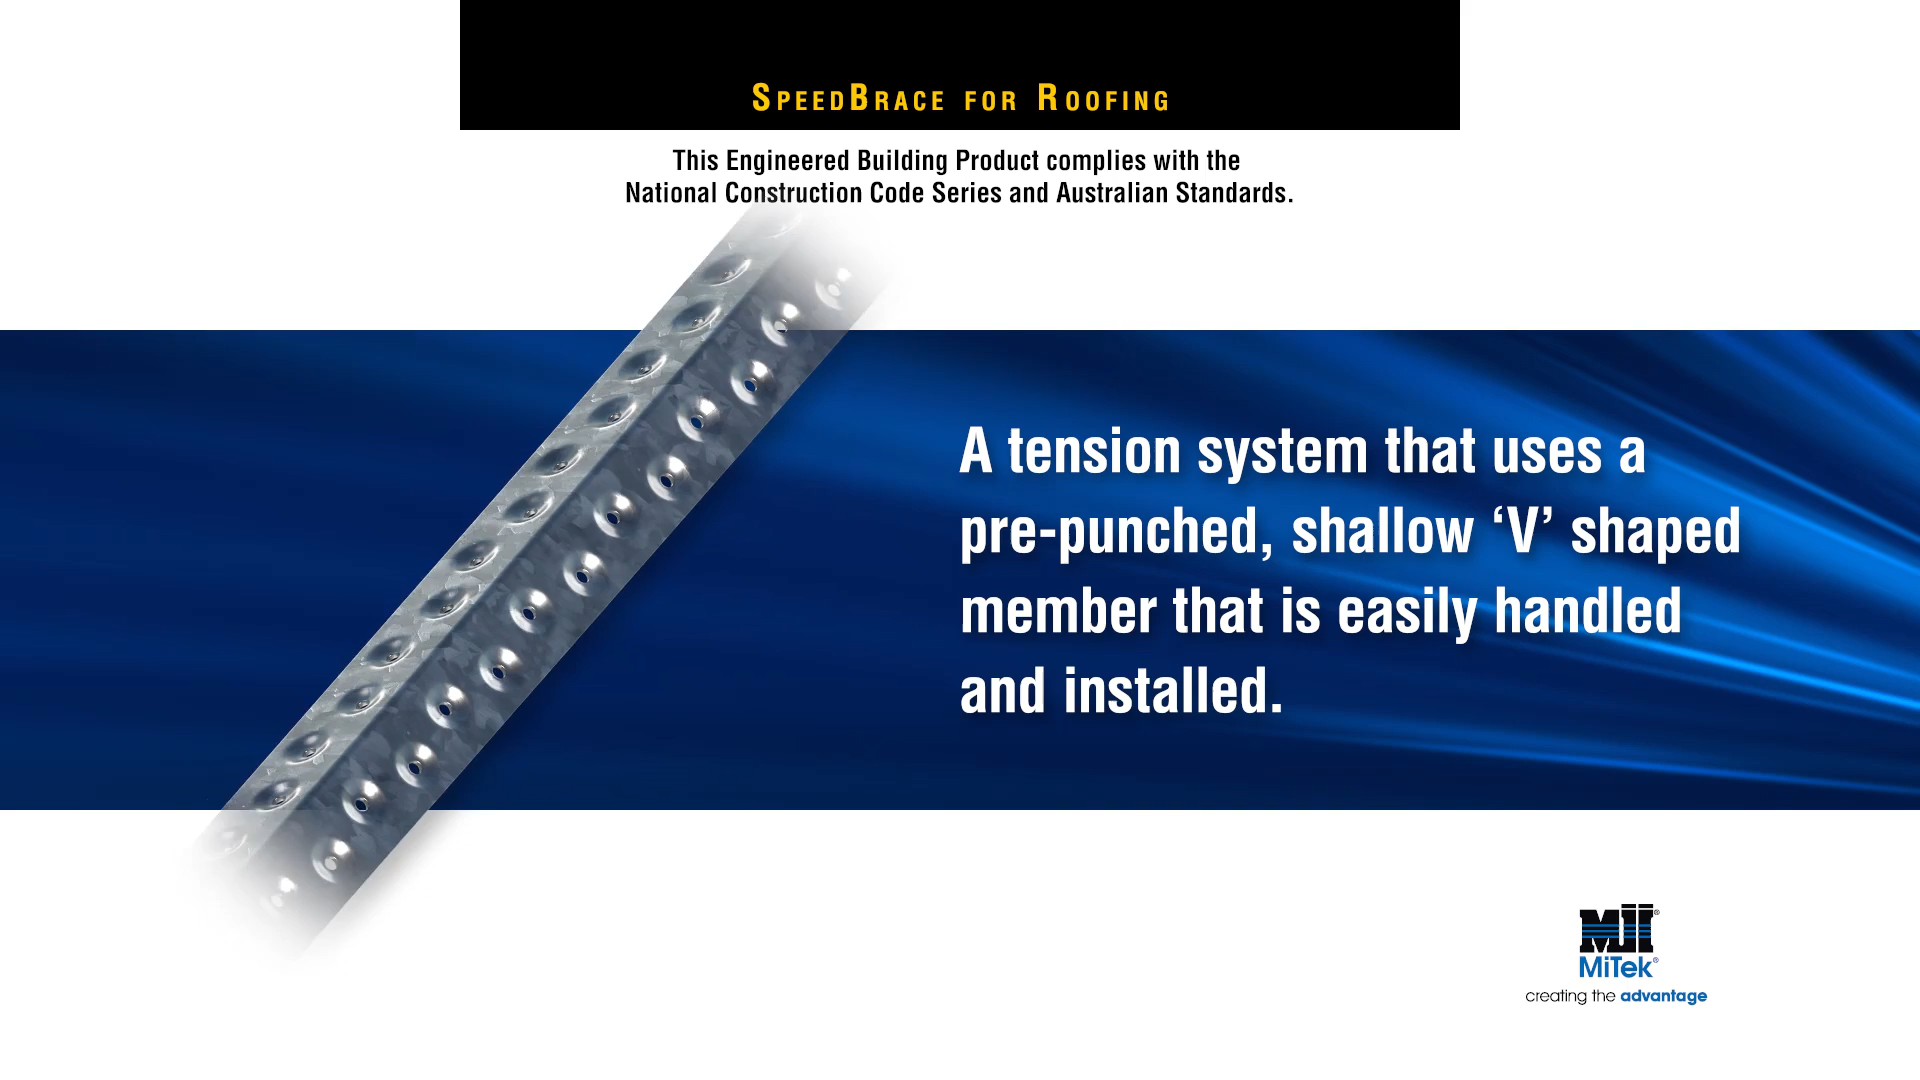 SpeedBrace for Roofing
This Engineered Building Product complies with the
National Construction Code Series and Australian Standards.
A tension system that uses a
pre-punched, shallow ‘V’ shaped
member that is easily handled
and installed.
MiTek®
creating the advantage